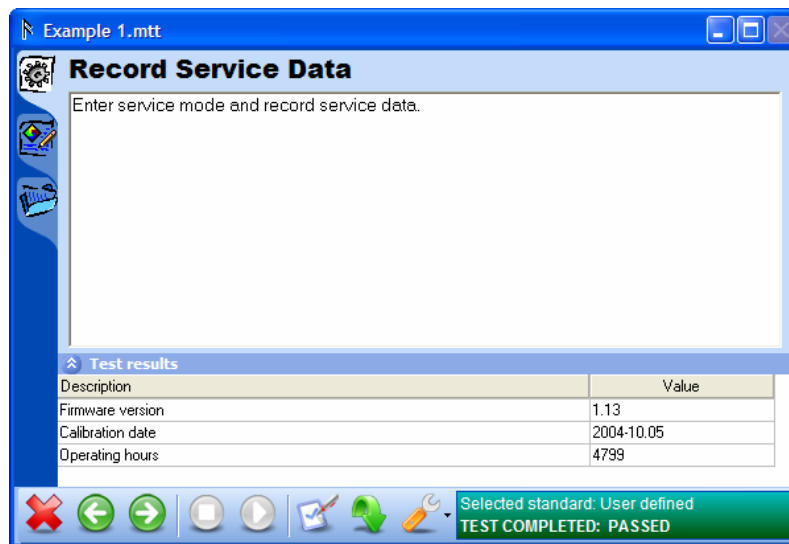 Example 1.mtt
Record Service Data
Enter service mode and record service data.
Test results
Description Value
Firmware version 1.13
Calibration date 2004-10.05
Operating hours 4799
Selected standard: User defined
TEST COMPLETED: PASSED